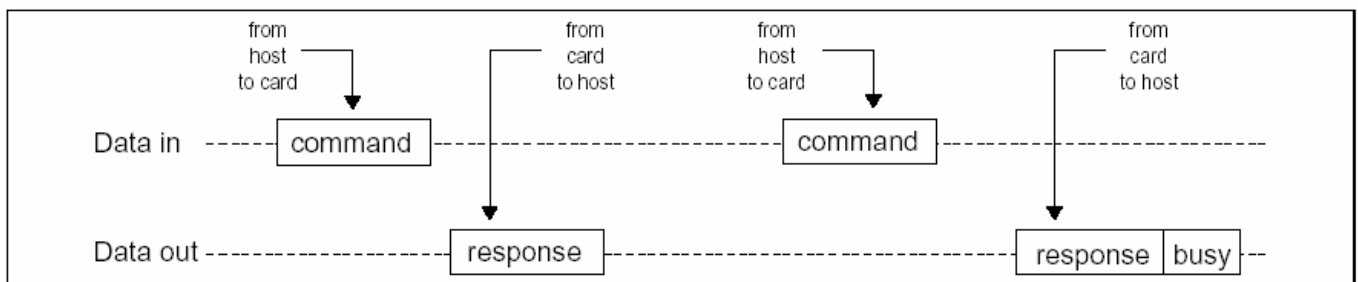 from
host
to card
from
card
to host
from
host
to card
from
card
to host
Data in
command
command
Data out
response
response
busy